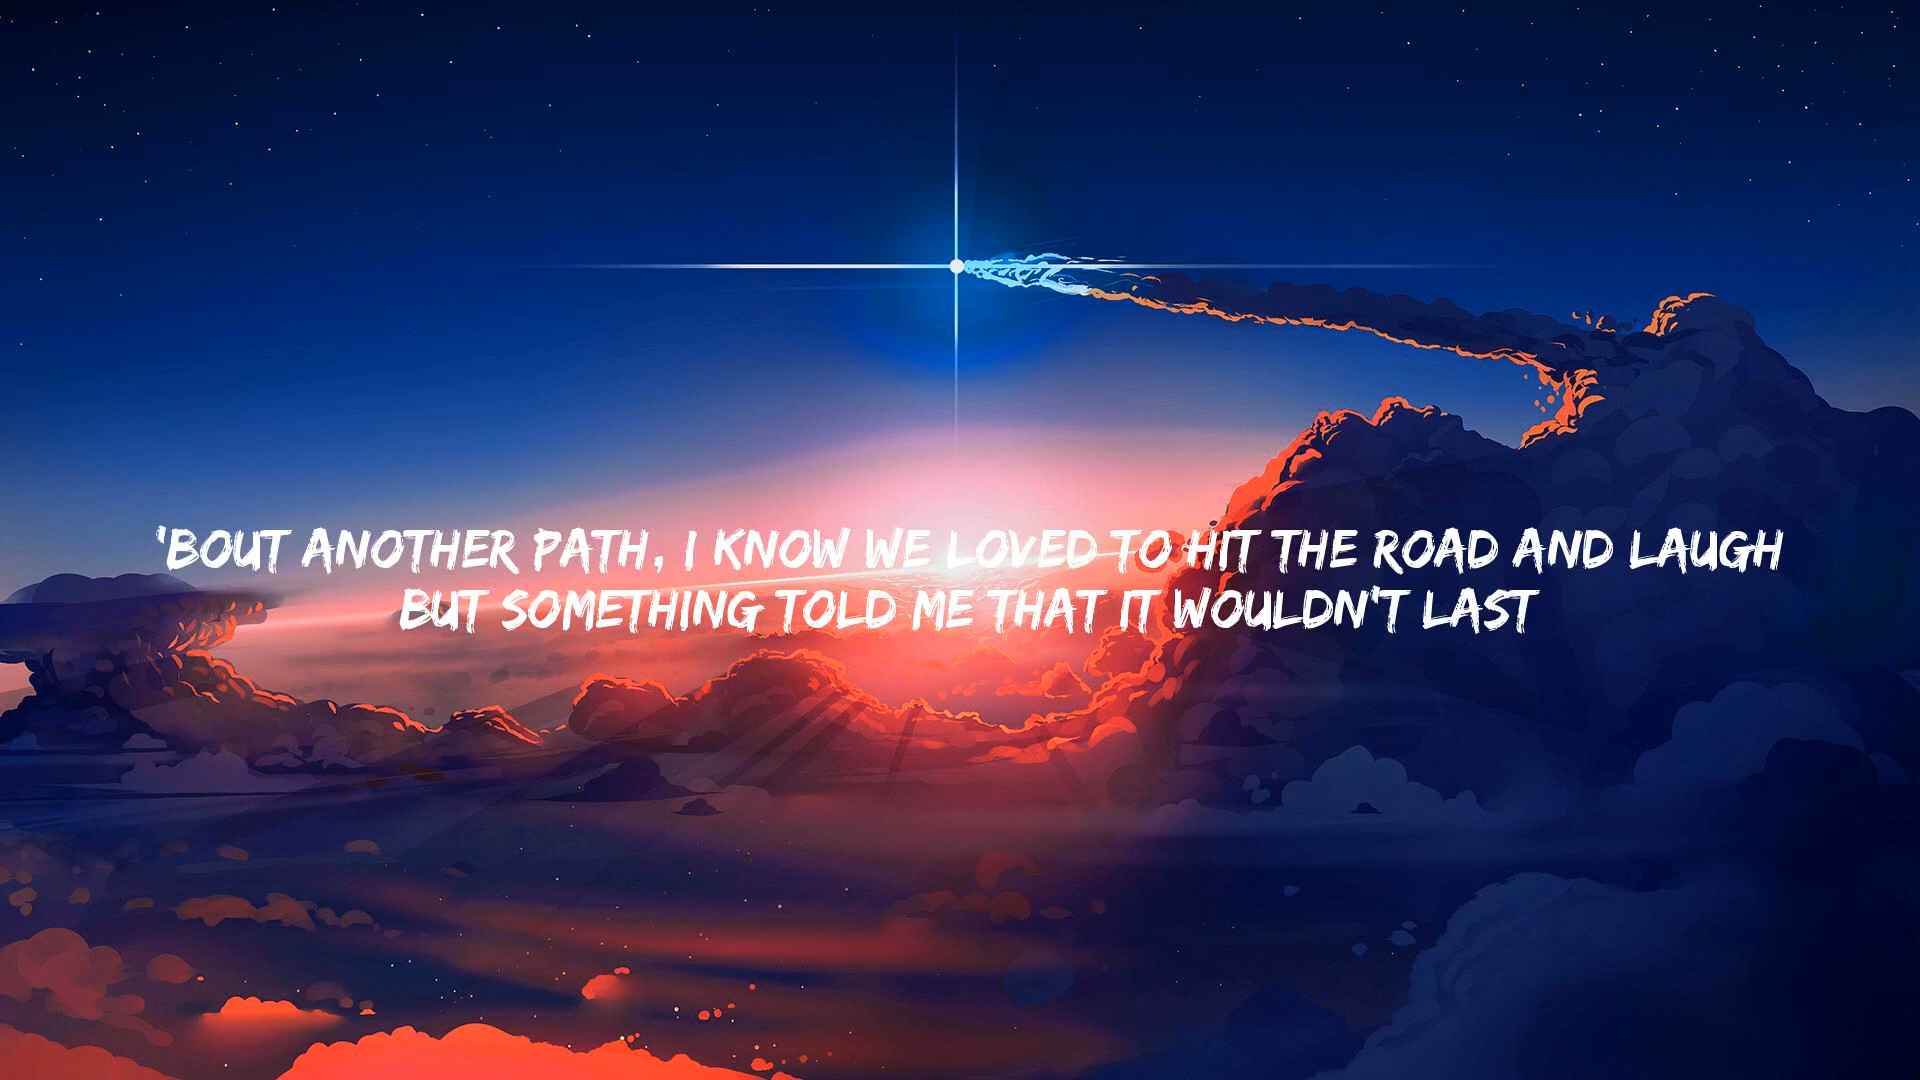 'BOUT ANOTHER PATH, I KNOW WE LOVED TO HIT THE ROAD AND LAUGH
BUT SOMETHING TOLD ME THAT IT WOULDN'T LAST